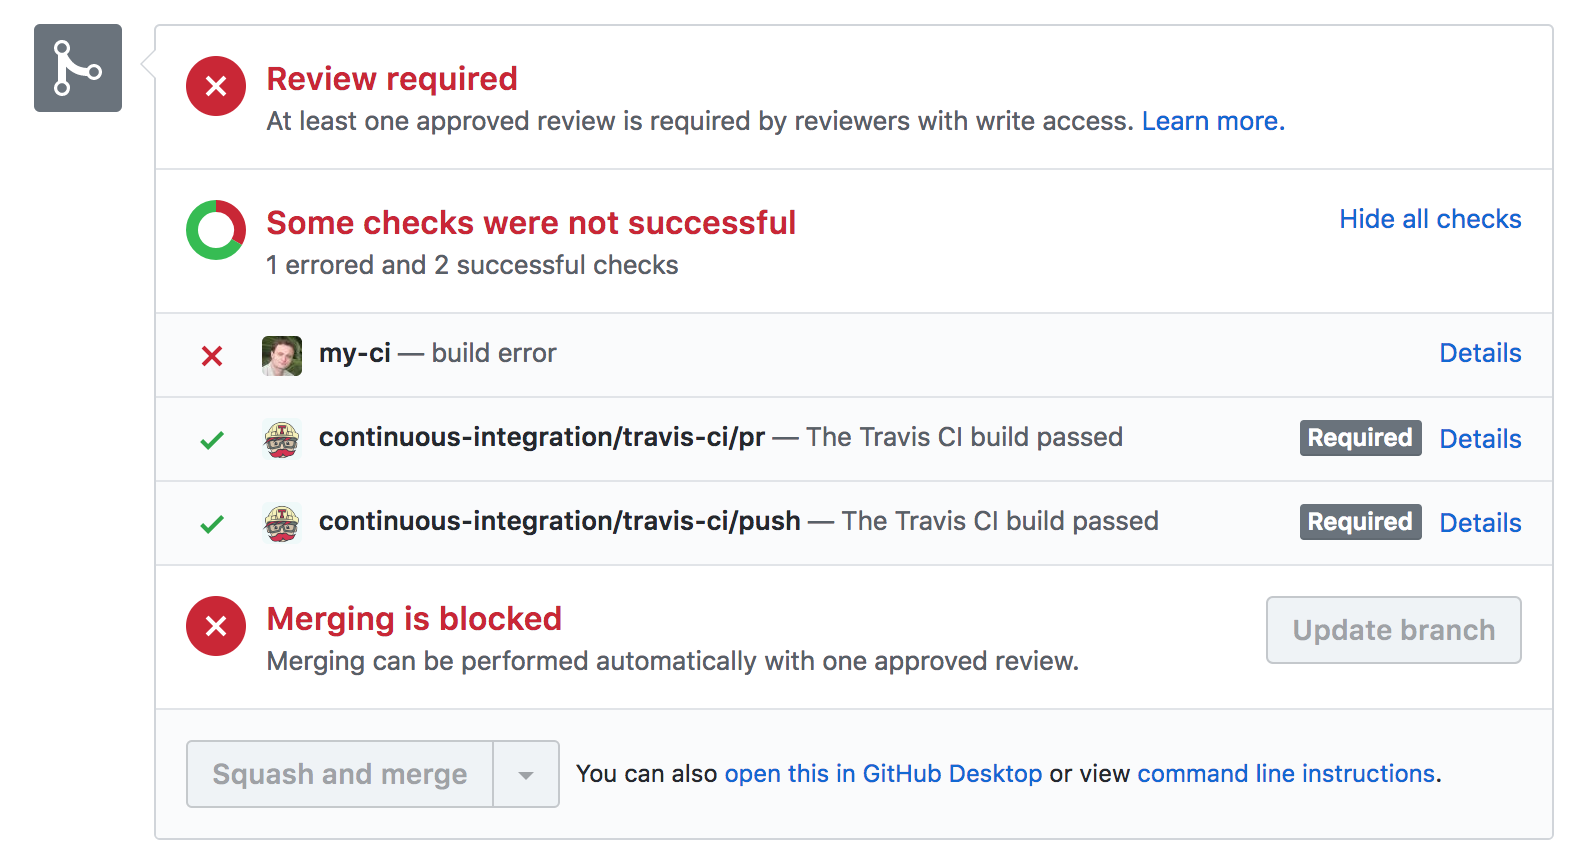 Review required
At least one approved review is required by reviewers with write access. Learn more.
Some checks were not successful
Hide all checks
1 errored and 2 successful checks
my-ci — build error
Details
continuous-integration/travis-ci/pr — The Travis CI build passed
Required
Details
continuous-integration/travis-ci/push — The Travis CI build passed
Required
Details
Merging is blocked
Merging can be performed automatically with one approved review.
Update branch
Squash and merge
You can also open this in GitHub Desktop or view command line instructions.